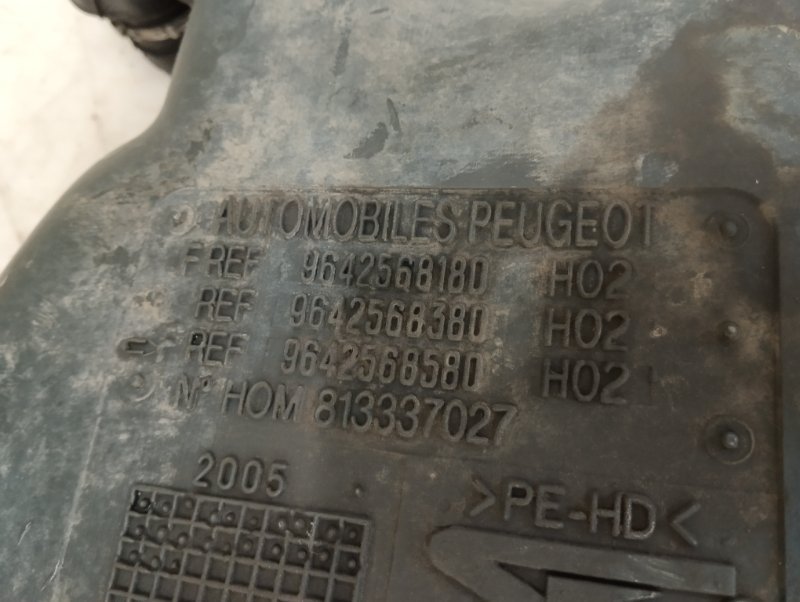 AUTOMOBILES PEUGEOT
F REF 9642568180 H02
REF 9642568380 H02
REF 9642568580 H02
N° HOM 813337027
2005
>PE-HD<